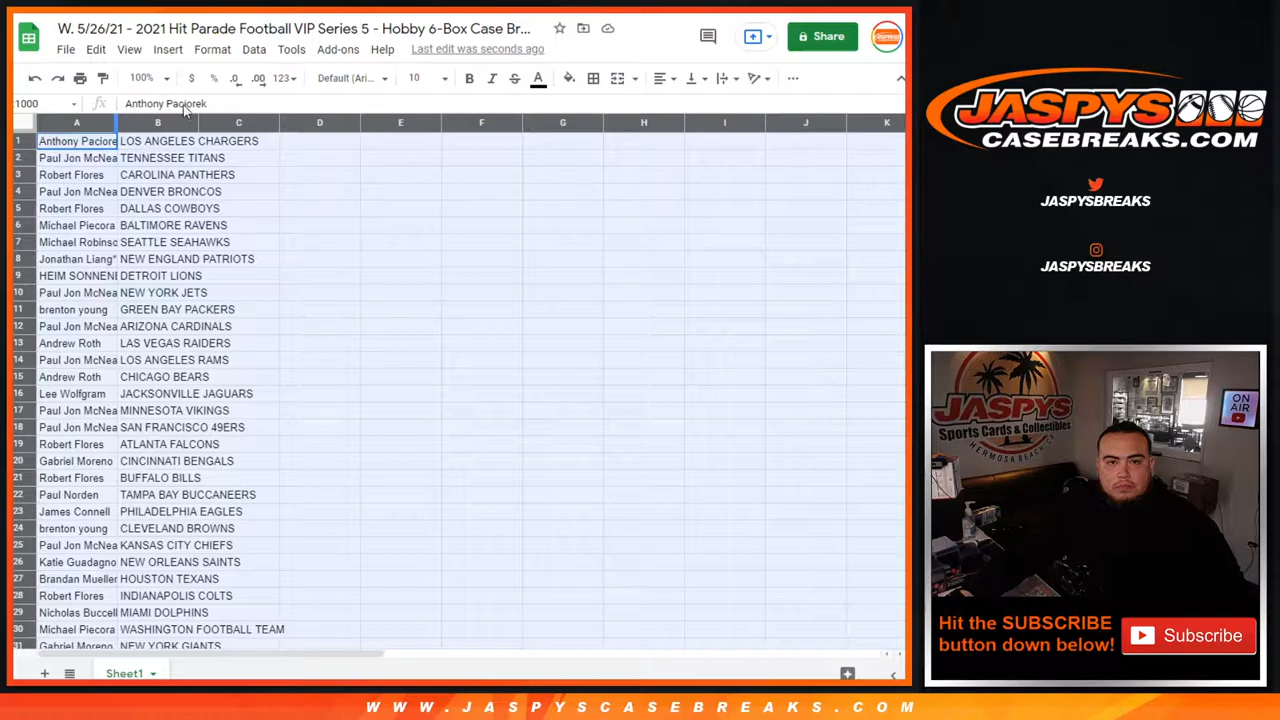 W. 5/26/21 - 2021 Hit Parade Football VIP Series 5 - Hobby 6-Box Case Br...
File Edit View Insert Format Data Tools Add-ons Help Last edit was seconds ago
Share
100% $ % .0 .00 123 Default (Ari... 10 B I S A
1000 fx Anthony Paciorek
A B C D E F G H I J K
1 Anthony Paciore LOS ANGELES CHARGERS
2 Paul Jon McNea TENNESSEE TITANS
3 Robert Flores CAROLINA PANTHERS
4 Paul Jon McNea DENVER BRONCOS
5 Robert Flores DALLAS COWBOYS
6 Michael Piecora BALTIMORE RAVENS
7 Michael Robinso SEATTLE SEAHAWKS
8 Jonathan Liang* NEW ENGLAND PATRIOTS
9 HEIM SONNENE DETROIT LIONS
10 Paul Jon McNea NEW YORK JETS
11 brenton young GREEN BAY PACKERS
12 Paul Jon McNea ARIZONA CARDINALS
13 Andrew Roth LAS VEGAS RAIDERS
14 Paul Jon McNea LOS ANGELES RAMS
15 Andrew Roth CHICAGO BEARS
16 Lee Wolfgram JACKSONVILLE JAGUARS
17 Paul Jon McNea MINNESOTA VIKINGS
18 Paul Jon McNea SAN FRANCISCO 49ERS
19 Robert Flores ATLANTA FALCONS
20 Gabriel Moreno CINCINNATI BENGALS
21 Robert Flores BUFFALO BILLS
22 Paul Norden TAMPA BAY BUCCANEERS
23 James Connell PHILADELPHIA EAGLES
24 brenton young CLEVELAND BROWNS
25 Paul Jon McNea KANSAS CITY CHIEFS
26 Katie Guadagno NEW ORLEANS SAINTS
27 Brandan Mueller HOUSTON TEXANS
28 Robert Flores INDIANAPOLIS COLTS
29 Nicholas Buccell MIAMI DOLPHINS
30 Michael Piecora WASHINGTON FOOTBALL TEAM
31 Gabriel Moreno NEW YORK GIANTS
Sheet1
JASPYS
CASEBREAKS.COM
JASPYSBREAKS
JASPYSBREAKS
JASPYS
Sports Cards & Collectibles
HERMOSA BEACH, CA
ON
AIR
Hit the SUBSCRIBE
button down below!
Subscribe
WWW.JASPYSCASEBREAKS.COM